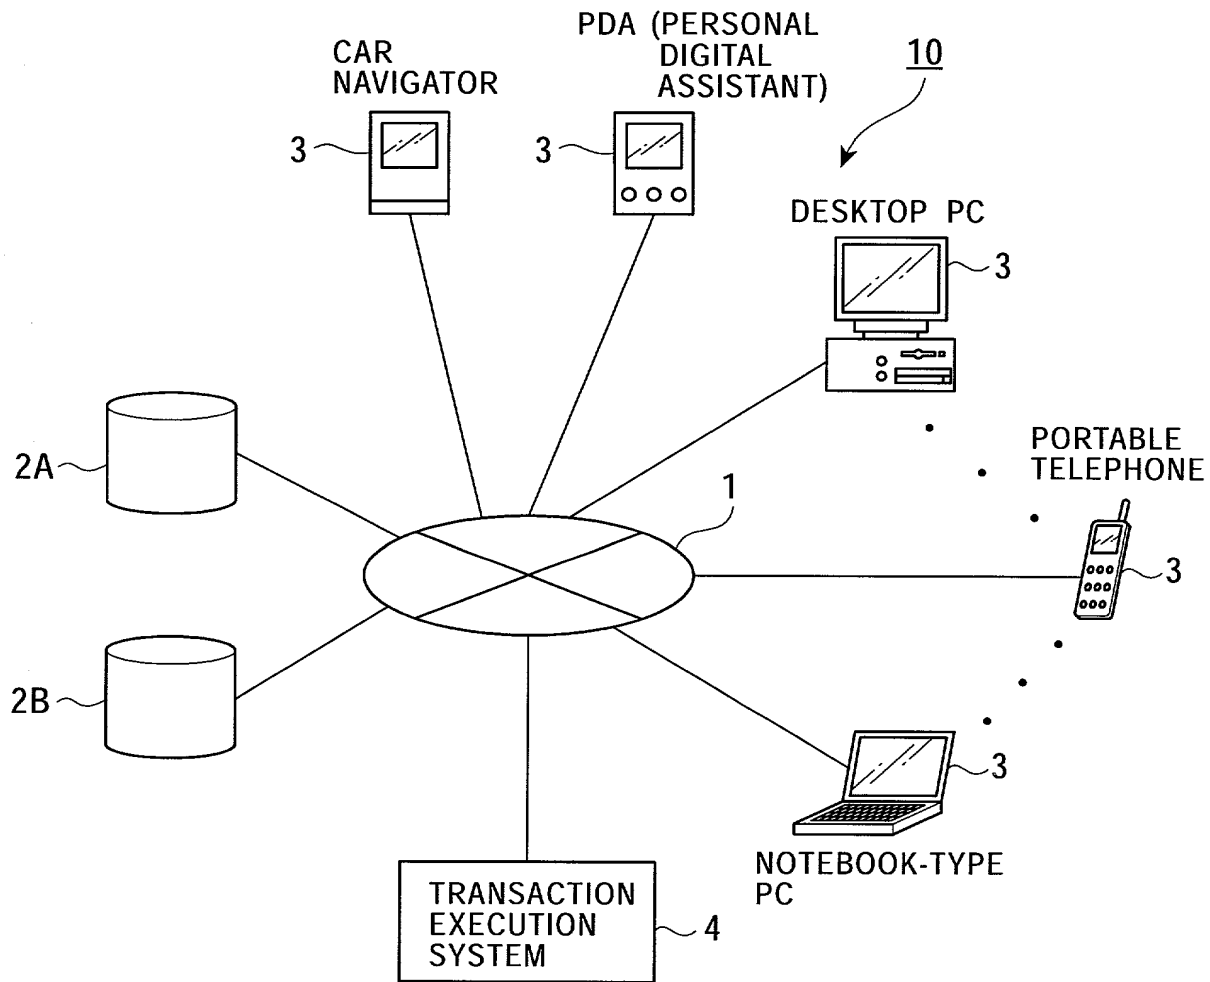 PDA (PERSONAL
DIGITAL
ASSISTANT)
CAR
NAVIGATOR
10
3
3
DESKTOP PC
3
2A
PORTABLE
TELEPHONE
1
3
2B
3
NOTEBOOK-TYPE
PC
TRANSACTION
EXECUTION
SYSTEM
4